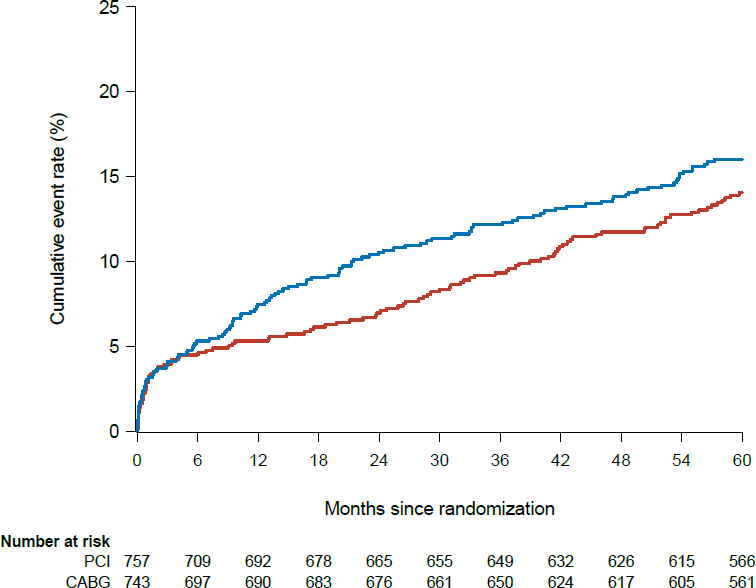 25
20
15
10
5
0
Cumulative event rate (%)
0 6 12 18 24 30 36 42 48 54 60
Months since randomization
Number at risk
PCI 757 709 692 678 665 655 649 632 626 615 566
CABG 743 697 690 683 676 661 650 624 617 605 561